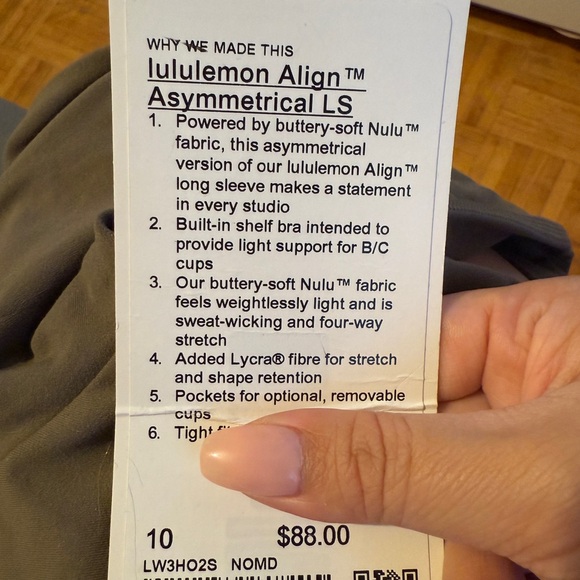 WHY WE MADE THIS
lululemon Align™
Asymmetrical LS
1. Powered by buttery-soft Nulu™
fabric, this asymmetrical
version of our lululemon Align™
long sleeve makes a statement
in every studio
2. Built-in shelf bra intended to
provide light support for B/C
cups
3. Our buttery-soft Nulu™ fabric
feels weightlessly light and is
sweat-wicking and four-way
stretch
4. Added Lycra® fibre for stretch
and shape retention
5. Pockets for optional, removable
cups
6. Tight
10 $88.00
LW3HO2S NOMD